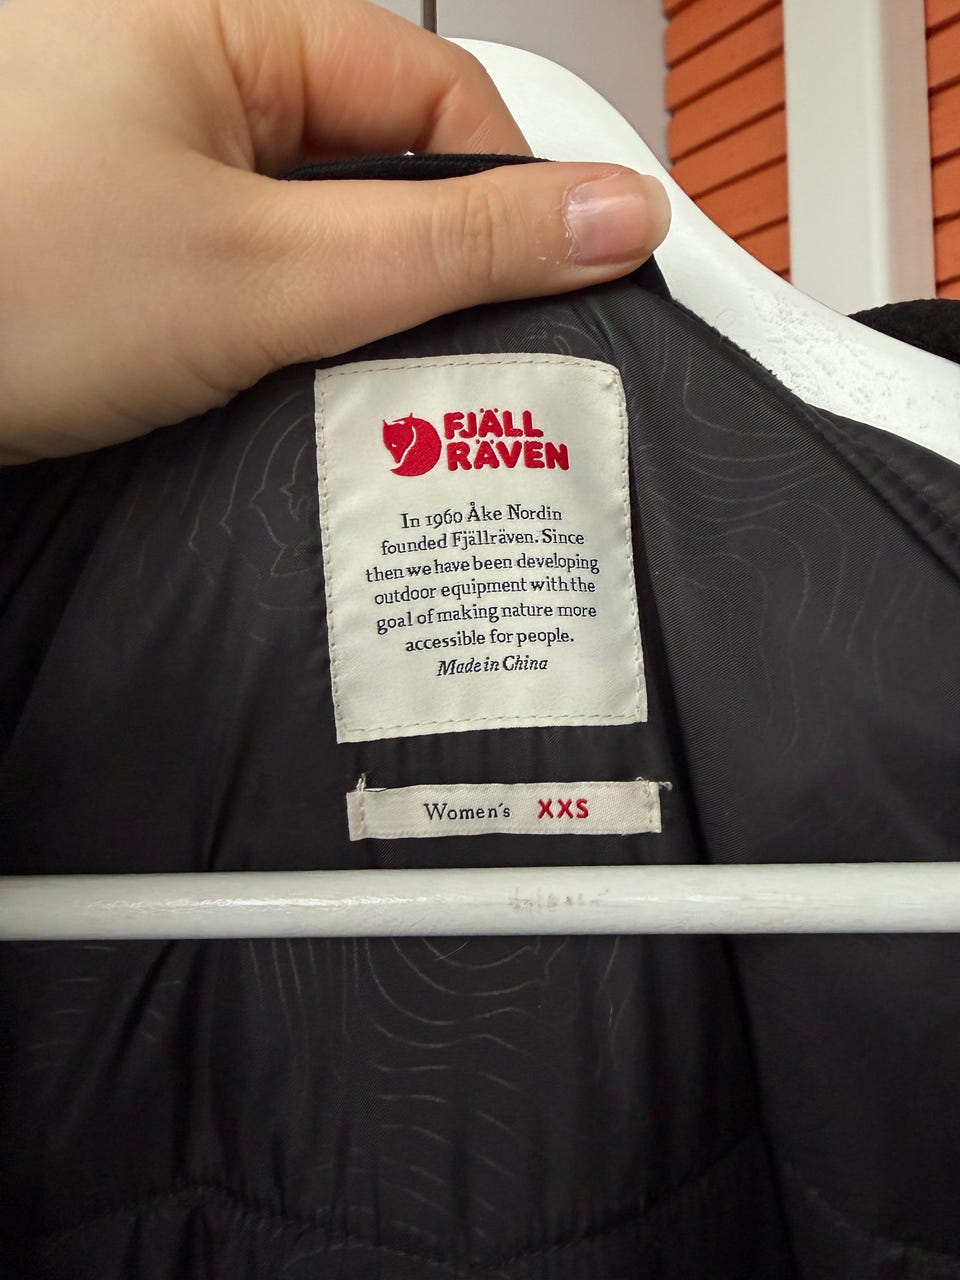 FJÄLL
RÄVEN
In 1960 Åke Nordin
founded Fjällräven. Since
then we have been developing
outdoor equipment with the
goal of making nature more
accessible for people.
Made in China
Women's XXS